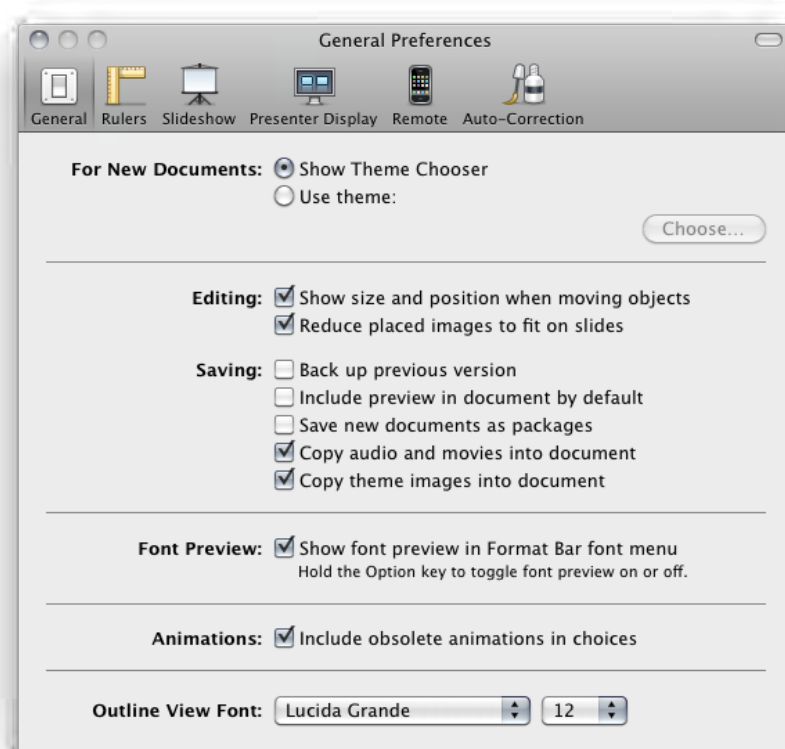 General Preferences
General Rulers Slideshow Presenter Display Remote Auto-Correction
For New Documents: Show Theme Chooser
Use theme:
Choose...
Editing: Show size and position when moving objects
Reduce placed images to fit on slides
Saving: Back up previous version
Include preview in document by default
Save new documents as packages
Copy audio and movies into document
Copy theme images into document
Font Preview: Show font preview in Format Bar font menu
Hold the Option key to toggle font preview on or off.
Animations: Include obsolete animations in choices
Outline View Font: Lucida Grande 12